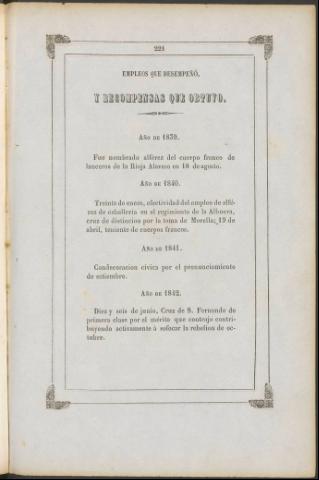 221
EMPLEOS QUE DESEMPEÑÓ,
Y RECOMPENSAS QUE OBTUVO.
AÑO DE 1839.
Fue nombrado alférez del cuerpo franco de
lanceros de la Rioja Alavesa en 18 de agosto.
AÑO DE 1840.
Treinta de enero, efectividad del empleo de alfé-
rez de caballería en el regimiento de la Albuera,
cruz de distincion por la toma de Morella; 19 de
abril, teniente de cuerpos francos.
AÑO DE 1841.
Condecoracion cívica por el pronunciamiento
de setiembre.
AÑO DE 1842.
Diez y seis de junio, Cruz de S. Fernando de
primera clase por el mérito que contrajo contri-
buyendo activamente á sofocar la rebelion de oc-
tubre.